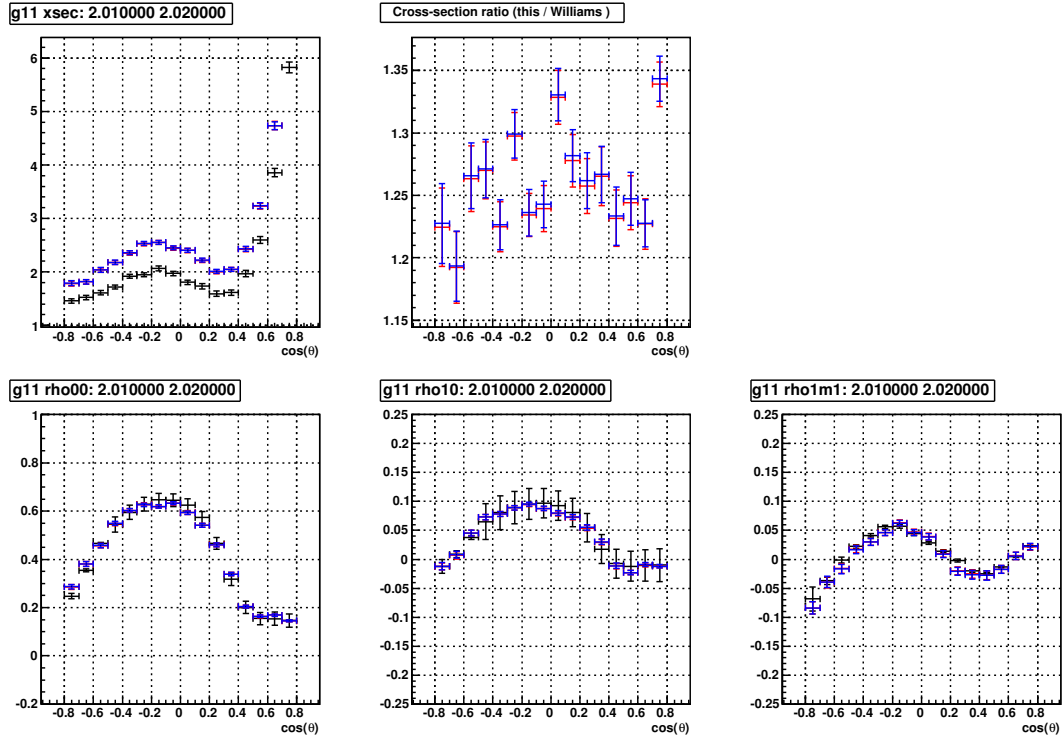 g11 xsec: 2.010000 2.020000
6
5
4
3
2
1
-0.8 -0.6 -0.4 -0.2 0 0.2 0.4 0.6 0.8
cos(θ)
Cross-section ratio (this / Williams )
1.35
1.3
1.25
1.2
1.15
-0.8 -0.6 -0.4 -0.2 0 0.2 0.4 0.6 0.8
cos(θ)
g11 rho00: 2.010000 2.020000
1
0.8
0.6
0.4
0.2
0
-0.2
-0.8 -0.6 -0.4 -0.2 0 0.2 0.4 0.6 0.8
cos(θ)
g11 rho10: 2.010000 2.020000
0.25
0.2
0.15
0.1
0.05
0
-0.05
-0.1
-0.15
-0.2
-0.25
-0.8 -0.6 -0.4 -0.2 0 0.2 0.4 0.6 0.8
cos(θ)
g11 rho1m1: 2.010000 2.020000
0.25
0.2
0.15
0.1
0.05
0
-0.05
-0.1
-0.15
-0.2
-0.25
-0.8 -0.6 -0.4 -0.2 0 0.2 0.4 0.6 0.8
cos(θ)